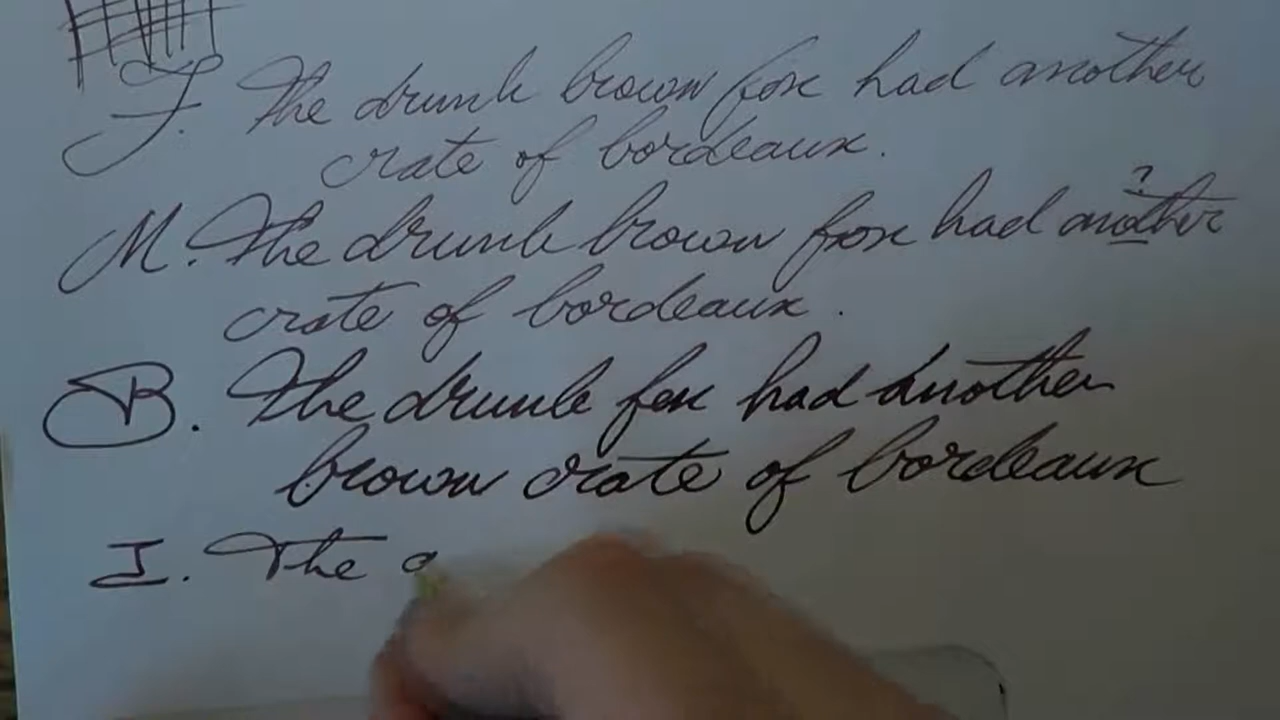 F. The drunk brown fox had another
crate of bordeaux.
M. The drunk brown fox had another
?
crate of bordeaux.
B. The drunk fox had another
brown crate of bordeaux
I. The